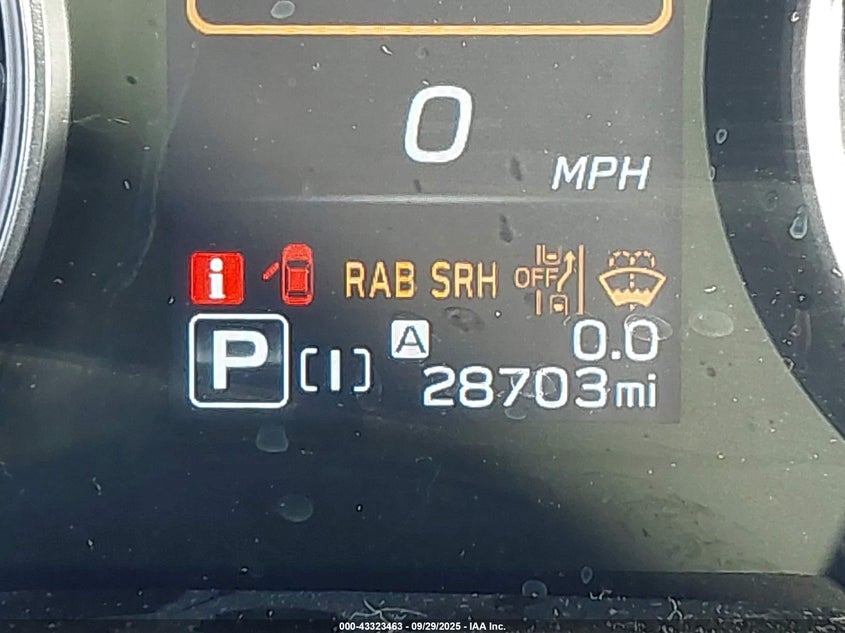 0
MPH
i RAB SRH OFF
P [I] A 0.0
28703mi
000-43323463 - 09/29/2025 - IAA Inc.